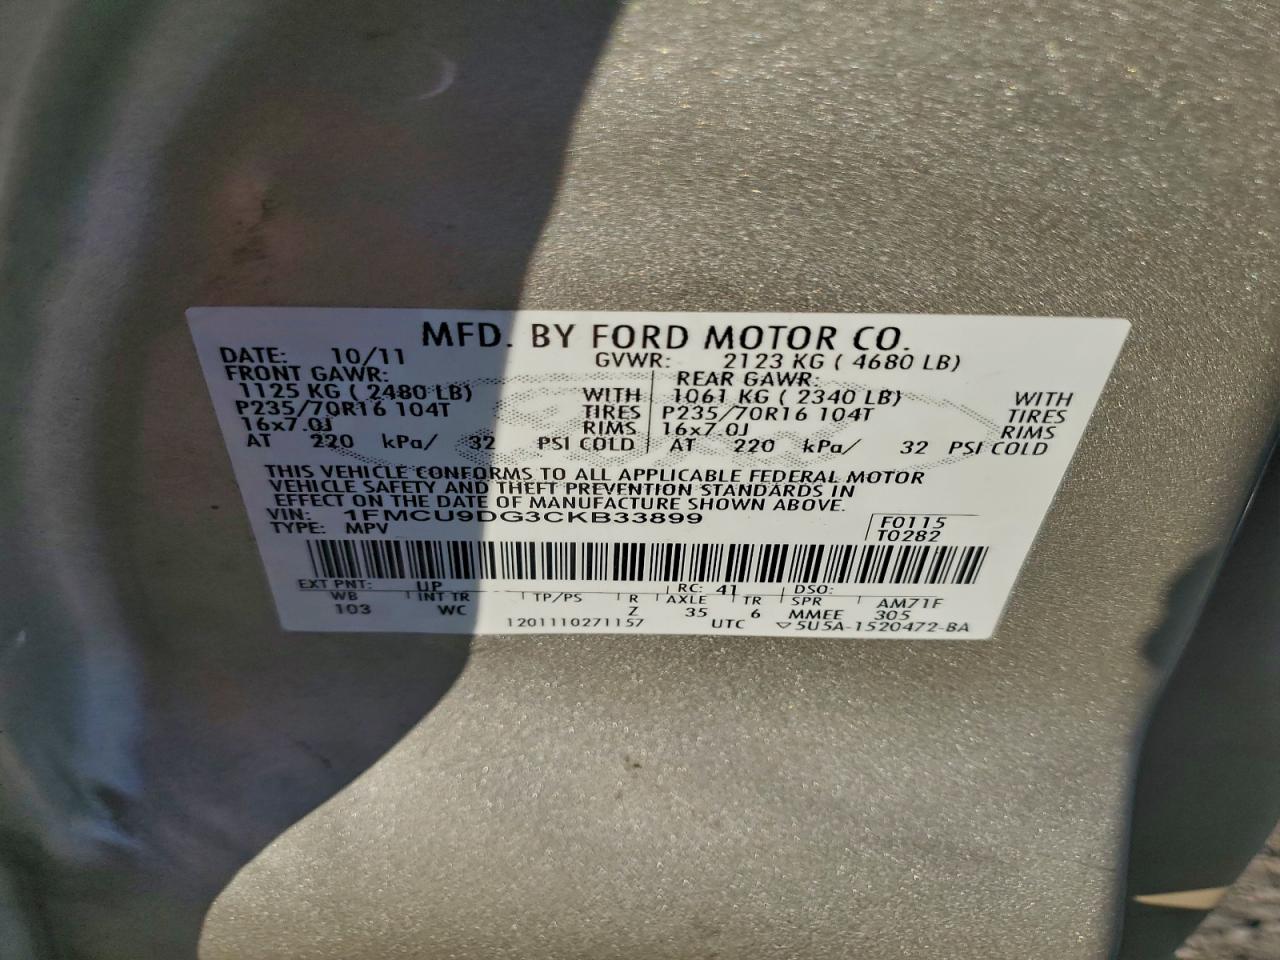 MFD. BY FORD MOTOR CO.
DATE: 10/11 GVWR: 2123 KG ( 4680 LB)
FRONT GAWR: REAR GAWR:
1125 KG ( 2480 LB) WITH 1061 KG ( 2340 LB) WITH
P235/70R16 104T TIRES P235/70R16 104T TIRES
16x7.0J RIMS 16x7.0J RIMS
AT 220 kPa/ 32 PSI COLD AT 220 kPa/ 32 PSI COLD
THIS VEHICLE CONFORMS TO ALL APPLICABLE FEDERAL MOTOR
VEHICLE SAFETY AND THEFT PREVENTION STANDARDS IN
EFFECT ON THE DATE OF MANUFACTURE SHOWN ABOVE.
VIN: 1FMCU9DG3CKB33899 F0115
TYPE: MPV T0282
EXT PNT: UP RC: 41 DSO:
WB INT TR TP/PS R AXLE TR SPR AM71F
103 WC Z 35 6 MMEE 305
1201110271157 UTC ▽5U5A-1520472-BA